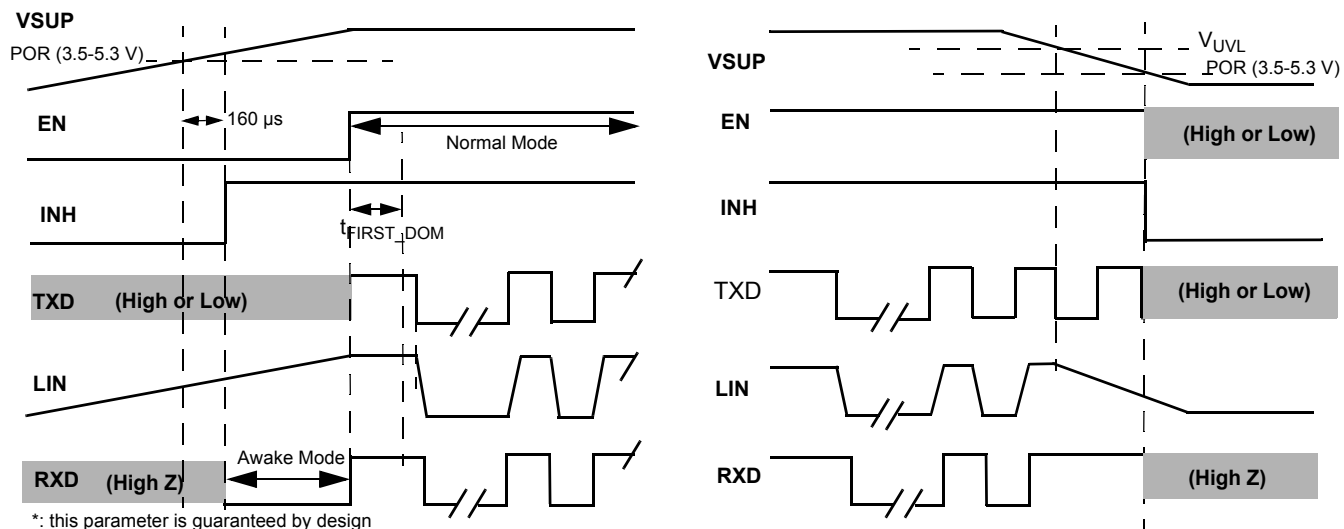 VSUP
POR (3.5-5.3 V)
160 µs
EN
Normal Mode
INH
tFIRST_DOM
TXD (High or Low)
LIN
Awake Mode
RXD (High Z)
*: this parameter is guaranteed by design
VUVL
VSUP
POR (3.5-5.3 V)
EN
(High or Low)
INH
TXD
(High or Low)
LIN
RXD
(High Z)